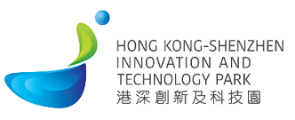 HONG KONG-SHENZHEN
INNOVATION AND
TECHNOLOGY PARK
港深創新及科技園